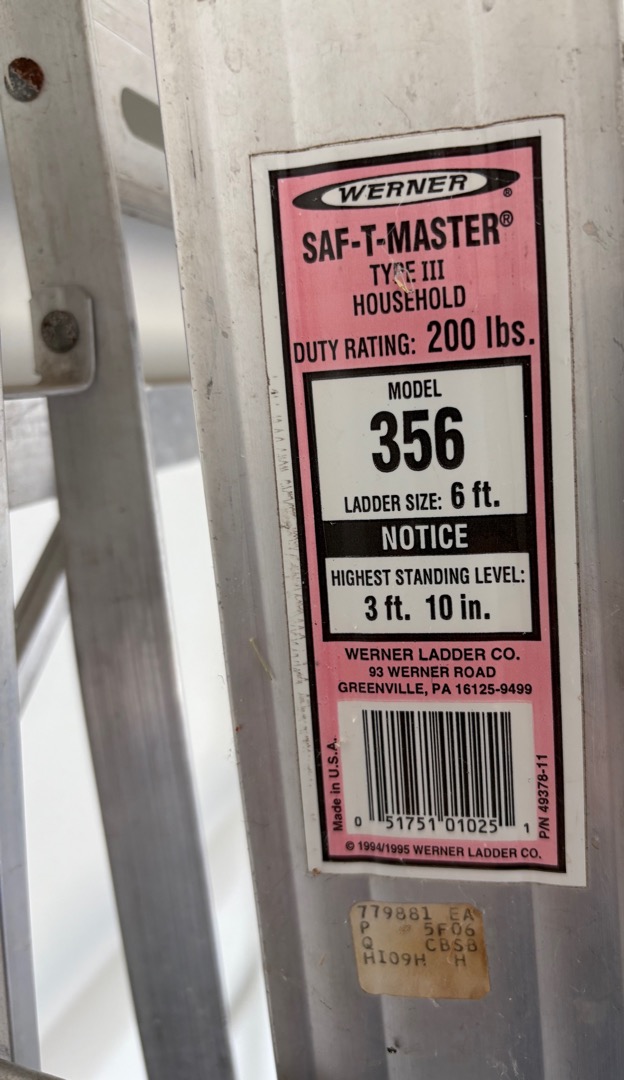 WERNER ®
SAF-T-MASTER®
TYPE III
HOUSEHOLD
DUTY RATING: 200 lbs.
MODEL
356
LADDER SIZE: 6 ft.
NOTICE
HIGHEST STANDING LEVEL:
3 ft. 10 in.
WERNER LADDER CO.
93 WERNER ROAD
GREENVILLE, PA 16125-9499
Made in U.S.A.
0 51751 01025 1
P/N 49378-11
© 1994/1995 WERNER LADDER CO.
779881 EA
P 5F06
Q CBSB
HI09H H